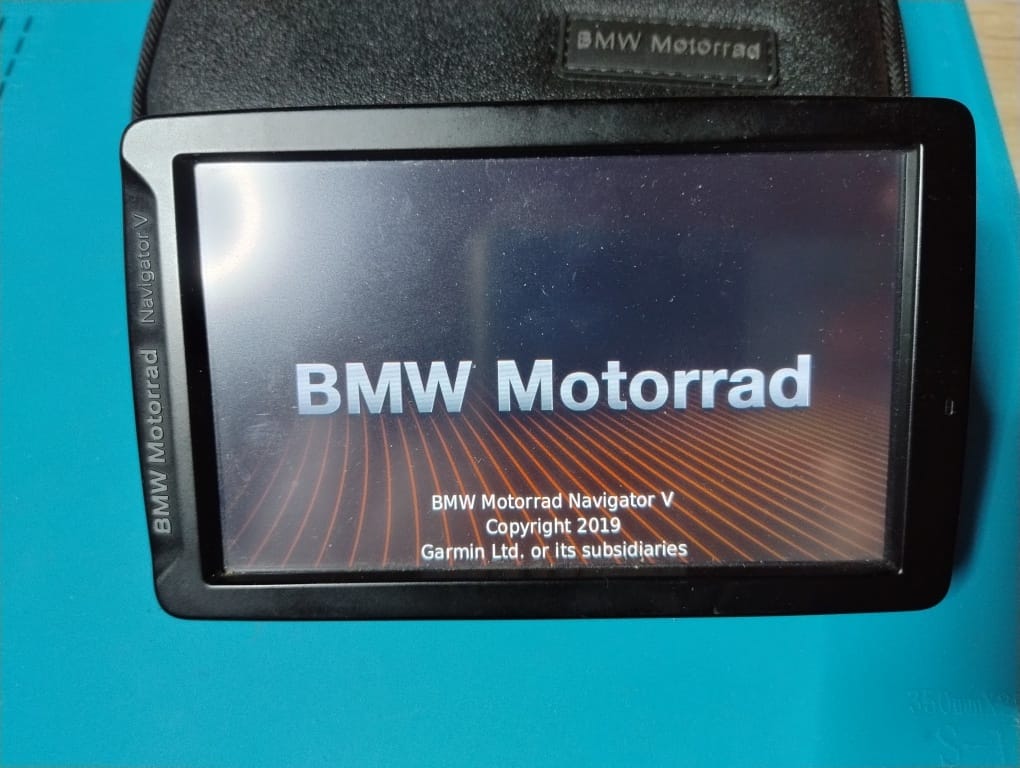 BMW Motorrad
BMW Motorrad Navigator V
BMW Motorrad
BMW Motorrad Navigator V
Copyright 2019
Garmin Ltd. or its subsidiaries